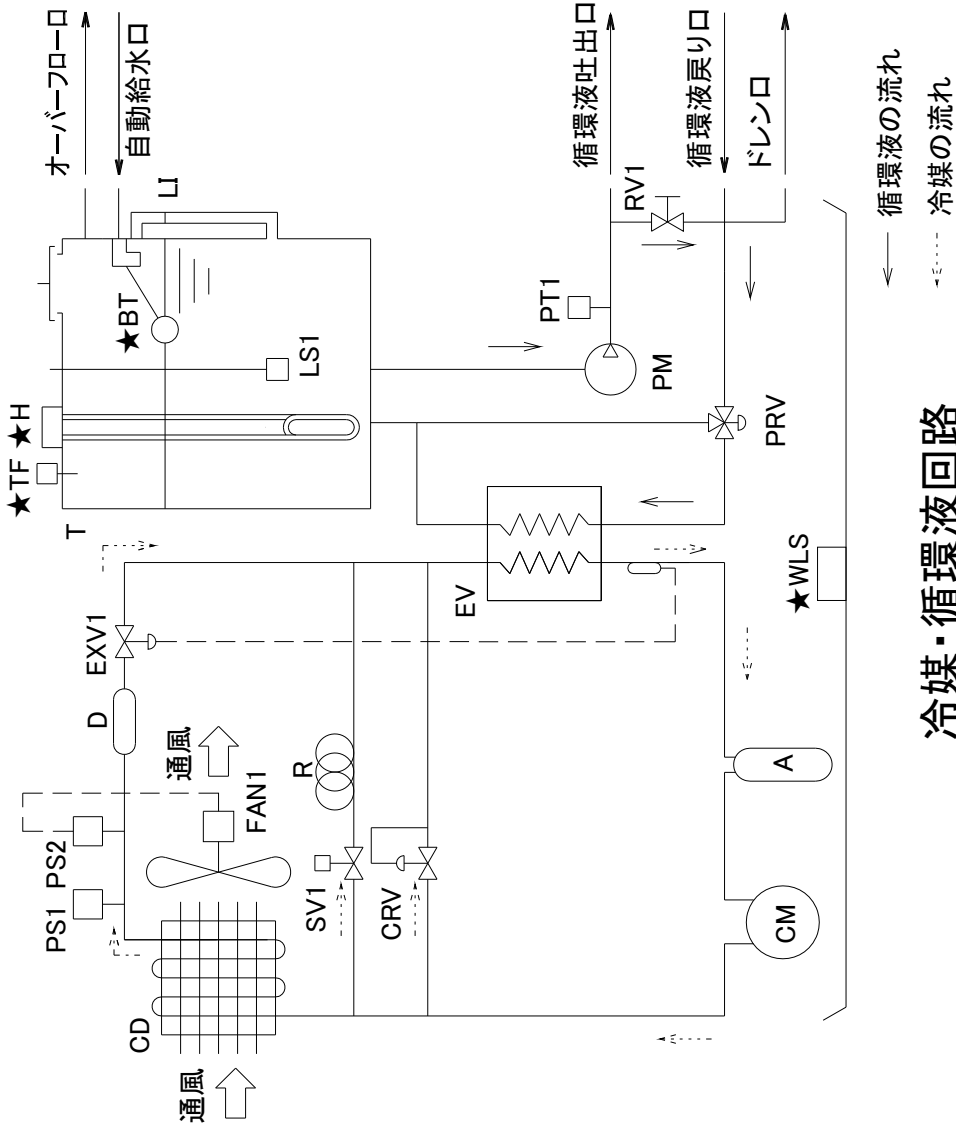 オーバーフロー口
自動給水口
LI
★BT
LS1
★H
★TF
T
循環液吐出口
循環液戻り口
ドレン口
RV1
PT1
PM
PRV
EXV1
D
通風
FAN1
PS2
PS1
CD
通風
R
SV1
CRV
EV
★WLS
A
CM
循環液の流れ
冷媒の流れ
冷媒・循環液回路